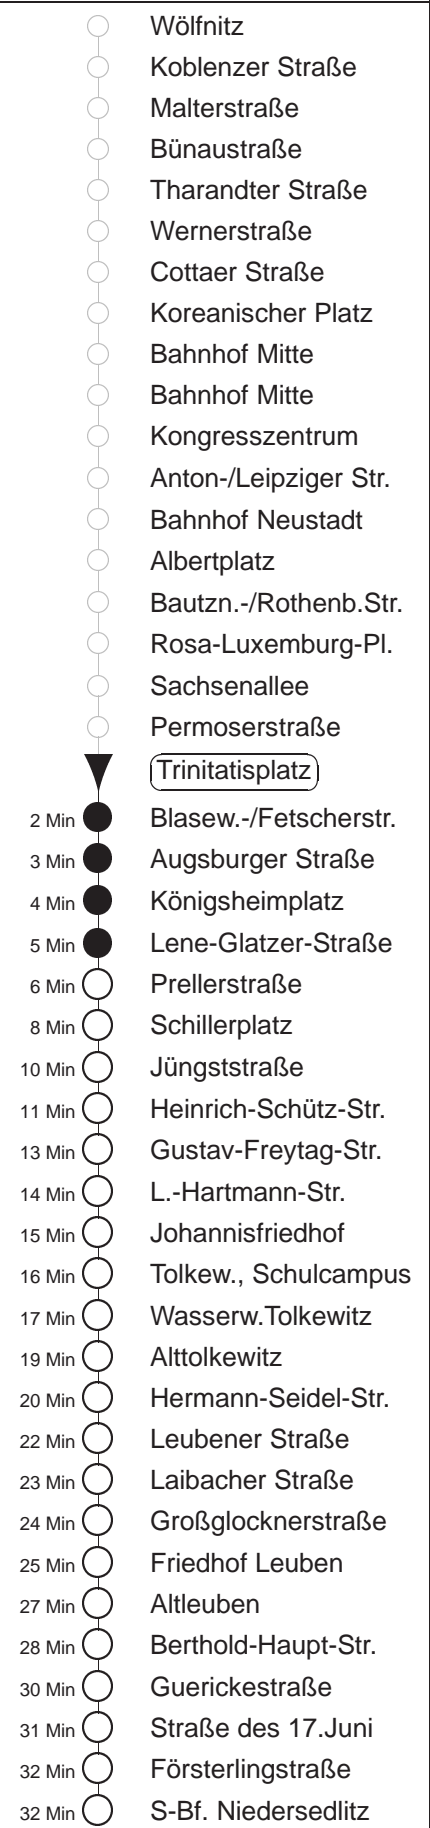 Wölfnitz
Koblenzer Straße
Malterstraße
Bünaustraße
Tharandter Straße
Wernerstraße
Cottaer Straße
Koreanischer Platz
Bahnhof Mitte
Bahnhof Mitte
Kongresszentrum
Anton-/Leipziger Str.
Bahnhof Neustadt
Albertplatz
Bautzn.-/Rothenb.Str.
Rosa-Luxemburg-Pl.
Sachsenallee
Permoserstraße
Trinitatisplatz
2 Min Blasew.-/Fetscherstr.
3 Min Augsburger Straße
4 Min Königsheimplatz
5 Min Lene-Glatzer-Straße
6 Min Prellerstraße
8 Min Schillerplatz
10 Min Jüngststraße
11 Min Heinrich-Schütz-Str.
13 Min Gustav-Freytag-Str.
14 Min L.-Hartmann-Str.
15 Min Johannisfriedhof
16 Min Tolkew., Schulcampus
17 Min Wasserw.Tolkewitz
19 Min Alttolkewitz
20 Min Hermann-Seidel-Str.
22 Min Leubener Straße
23 Min Laibacher Straße
24 Min Großglocknerstraße
25 Min Friedhof Leuben
27 Min Altleuben
28 Min Berthold-Haupt-Str.
30 Min Guerickestraße
31 Min Straße des 17.Juni
32 Min Försterlingstraße
32 Min S-Bf. Niedersedlitz